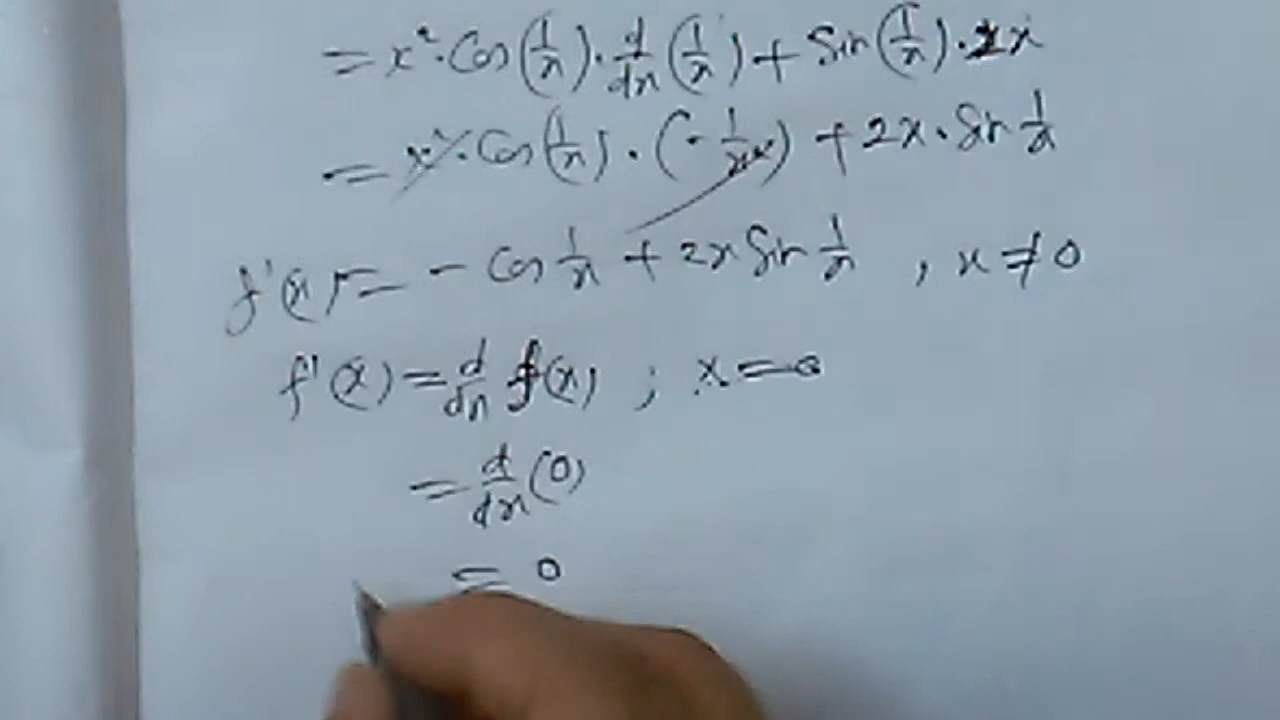 = x². Cos(1/x). d/dx (1/x) + Sin(1/x). 2x
= x². Cos(1/x). (-1/x²) + 2x. Sin 1/x
f'(x) = - Cos 1/x + 2x Sin 1/x , x ≠ 0
f'(x) = d/dx f(x) ; x = 0
= d/dx (0)
= 0